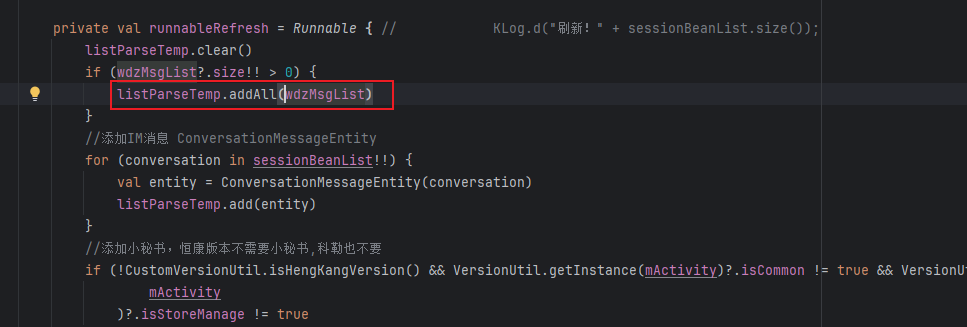 private val runnableRefresh = Runnable { // KLog.d("刷新！" + sessionBeanList.size());
listParseTemp.clear()
if (wdzMsgList?.size!! > 0) {
listParseTemp.addAll(wdzMsgList)
}
//添加IM消息 ConversationMessageEntity
for (conversation in sessionBeanList!!) {
val entity = ConversationMessageEntity(conversation)
listParseTemp.add(entity)
}
//添加小秘书，恒康版本不需要小秘书,科勒也不要
if (!CustomVersionUtil.isHengKangVersion() && VersionUtil.getInstance(mActivity)?.isCommon != true && VersionUt
mActivity
)?.isStoreManage != true